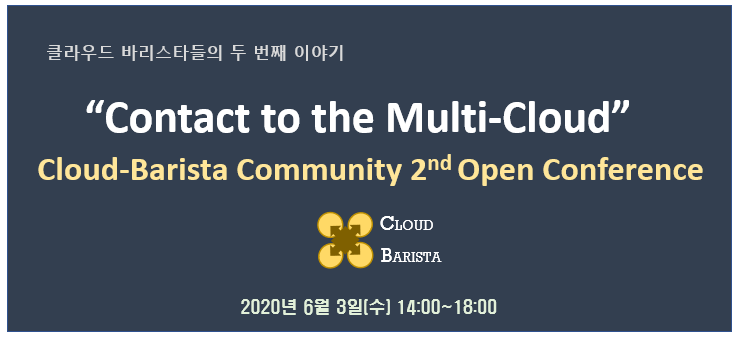 클라우드 바리스타들의 두 번째 이야기
“Contact to the Multi-Cloud”
Cloud-Barista Community 2nd Open Conference
CLOUD
BARISTA
2020년 6월 3일(수) 14:00~18:00